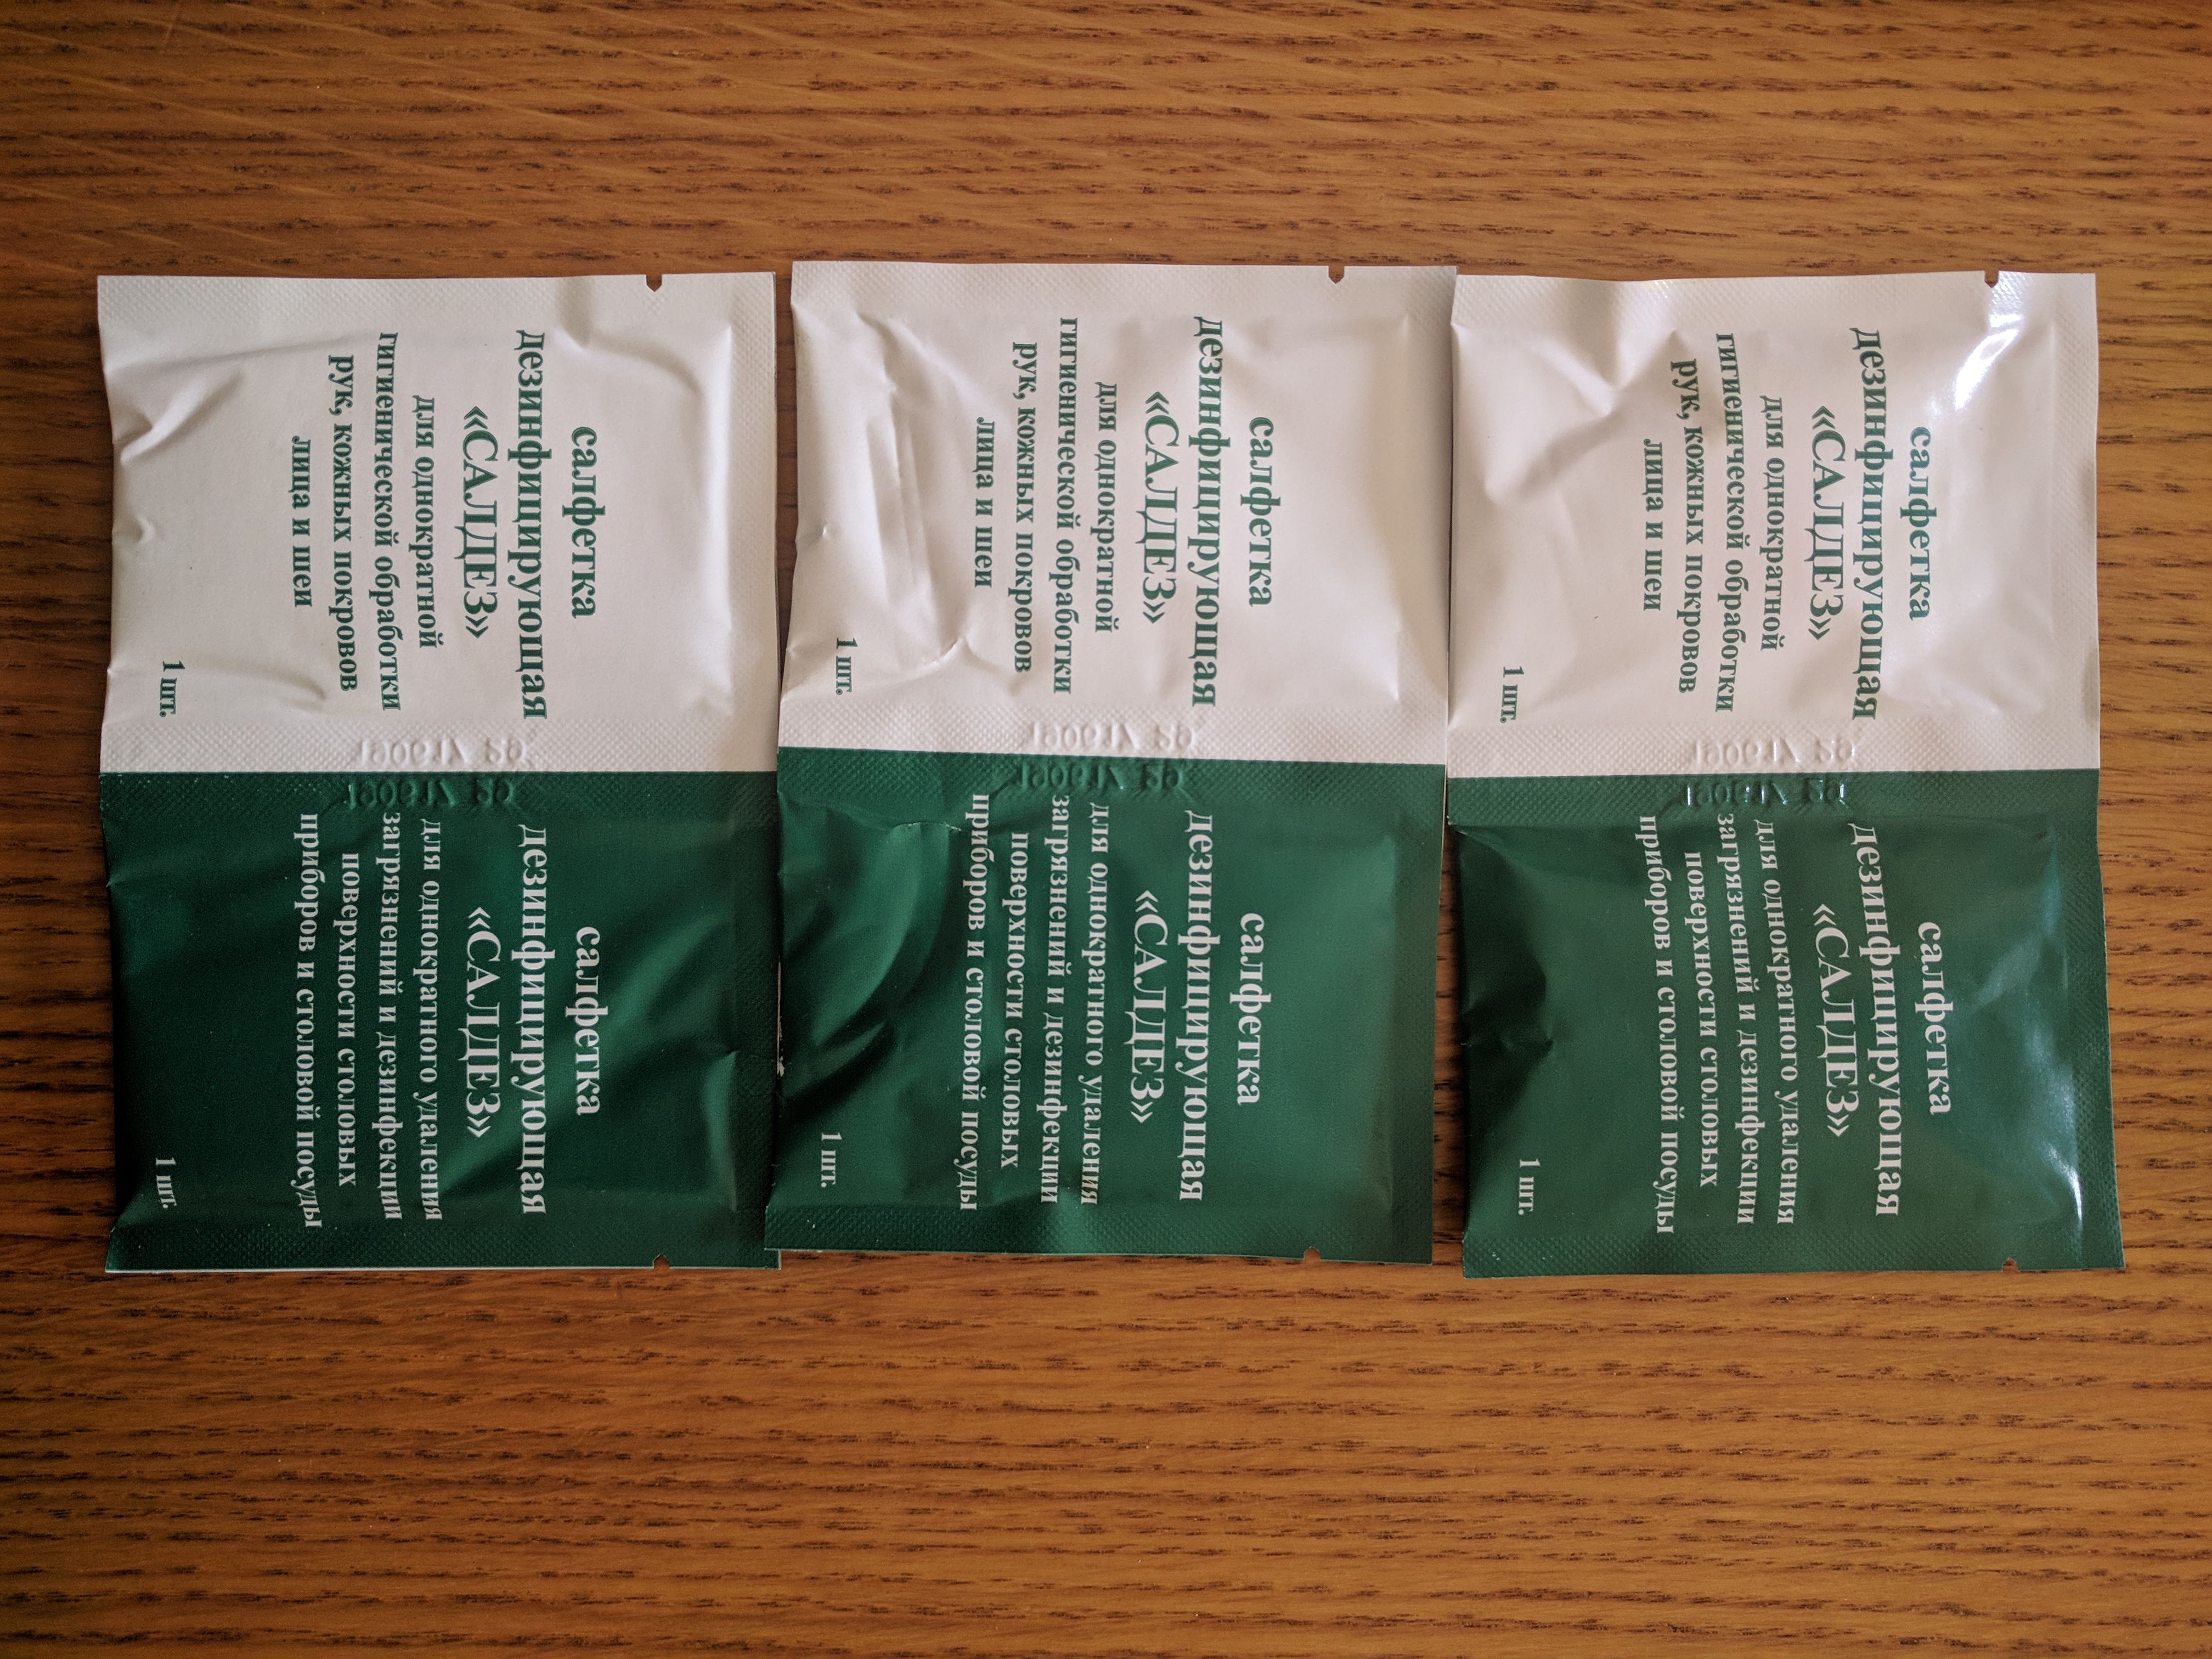 салфетка
дезинфицирующая
«САЛДЕЗ»
для однократной
гигиенической обработки
рук, кожных покровов
лица и шеи
1 шт.
салфетка
дезинфицирующая
«САЛДЕЗ»
для однократного удаления
загрязнений и дезинфекции
поверхности столовых
приборов и столовой посуды
1 шт.
салфетка
дезинфицирующая
«САЛДЕЗ»
для однократной
гигиенической обработки
рук, кожных покровов
лица и шеи
1 шт.
салфетка
дезинфицирующая
«САЛДЕЗ»
для однократного удаления
загрязнений и дезинфекции
поверхности столовых
приборов и столовой посуды
1 шт.
салфетка
дезинфицирующая
«САЛДЕЗ»
для однократной
гигиенической обработки
рук, кожных покровов
лица и шеи
1 шт.
салфетка
дезинфицирующая
«САЛДЕЗ»
для однократного удаления
загрязнений и дезинфекции
поверхности столовых
приборов и столовой посуды
1 шт.